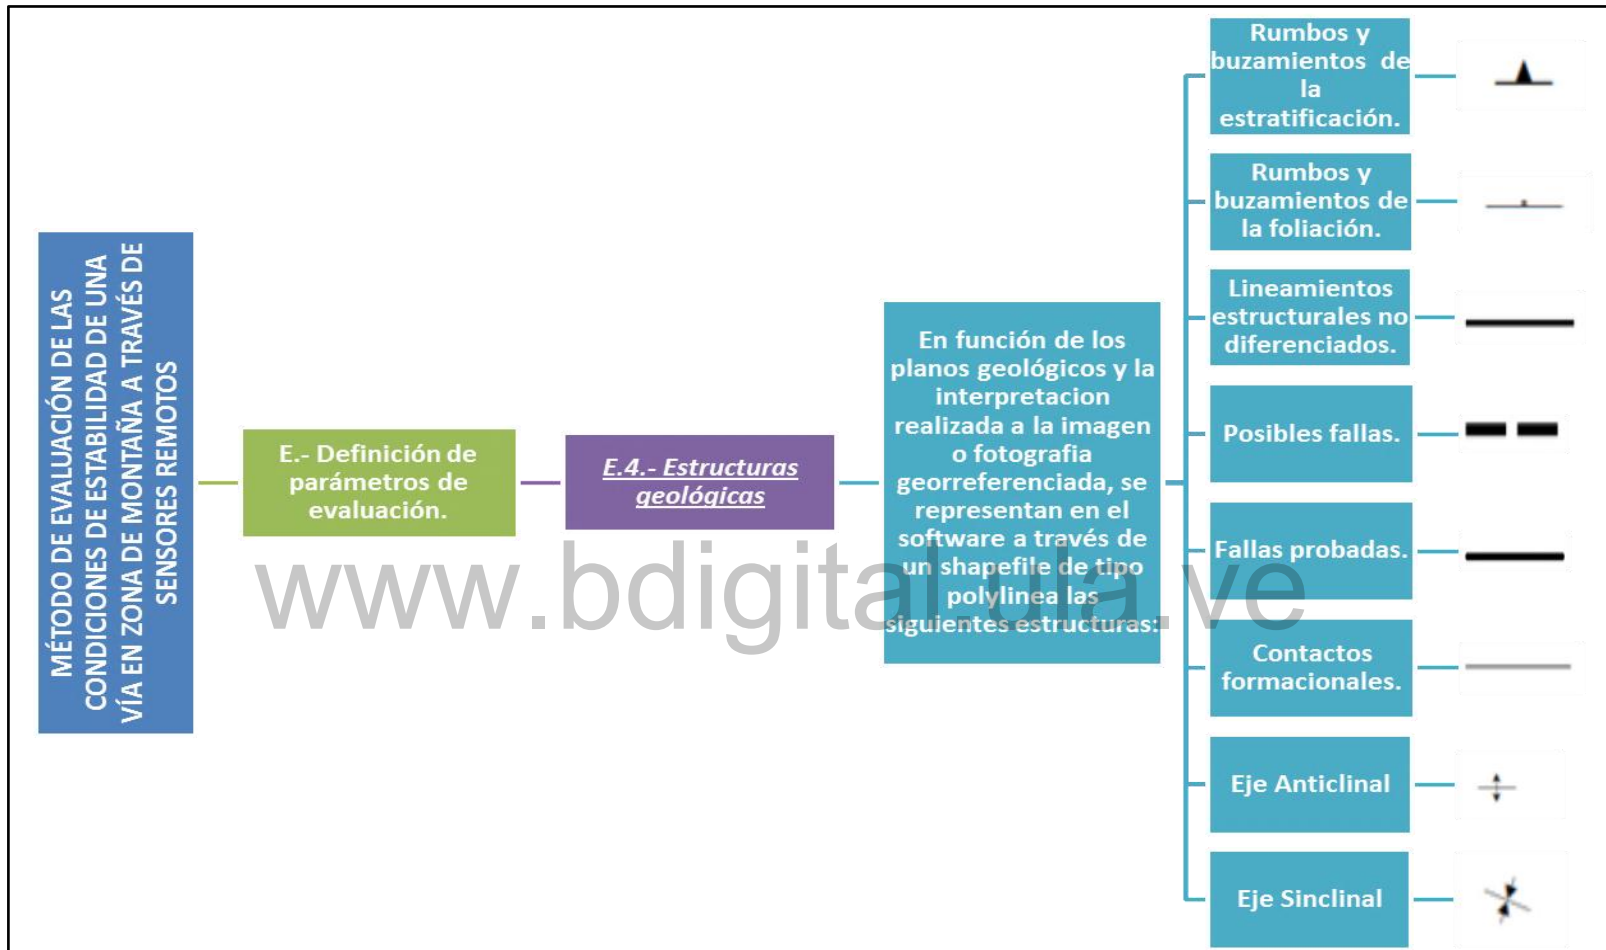 MÉTODO DE EVALUACIÓN DE LAS
CONDICIONES DE ESTABILIDAD DE UNA
VÍA EN ZONA DE MONTAÑA A TRAVÉS DE
SENSORES REMOTOS
E.- Definición de
parámetros de
evaluación.
E.4.- Estructuras
geológicas
En función de los
planos geológicos y la
interpretacion
realizada a la imagen
o fotografia
georreferenciada, se
representan en el
software a través de
un shapefile de tipo
polylinea las
siguientes estructuras:
Rumbos y
buzamientos de
la
estratificación.
Rumbos y
buzamientos de
la foliación.
Lineamientos
estructurales no
diferenciados.
Posibles fallas.
Fallas probadas.
Contactos
formacionales.
Eje Anticlinal
Eje Sinclinal
www.bdigital.ula.ve